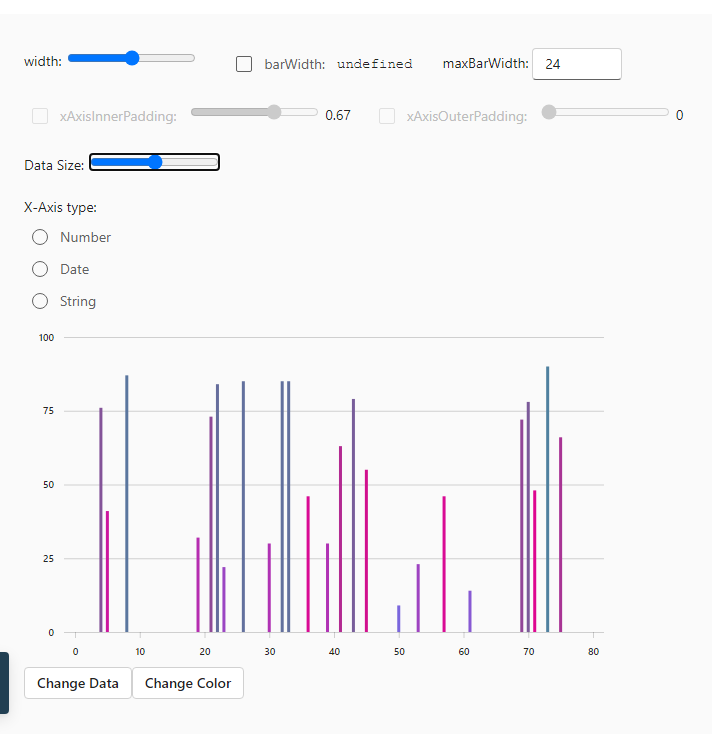 width: barWidth: undefined maxBarWidth: 24
xAxisInnerPadding: 0.67 xAxisOuterPadding: 0
Data Size:
X-Axis type:
Number
Date
String
100
75
50
25
0
0 10 20 30 40 50 60 70 80
Change Data Change Color